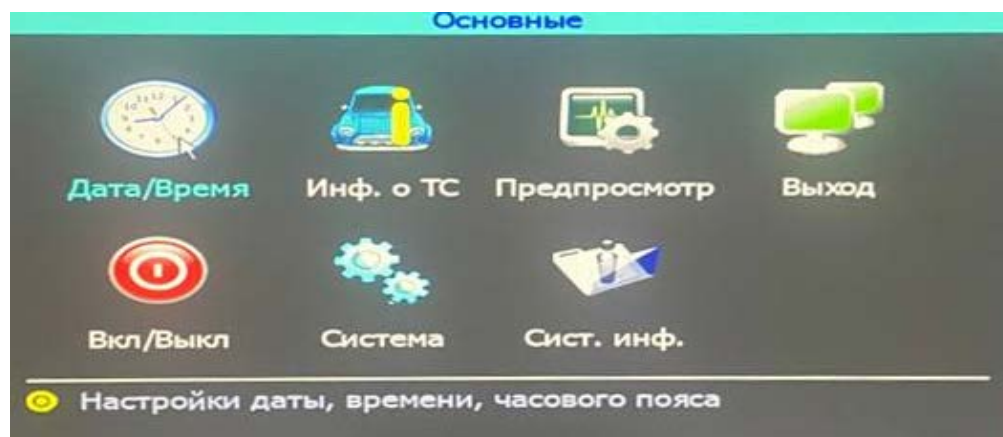 Основные
Дата/Время Инф. о ТС Предпросмотр Выход
Вкл/Выкл Система Сист. инф.
Настройки даты, времени, часового пояса